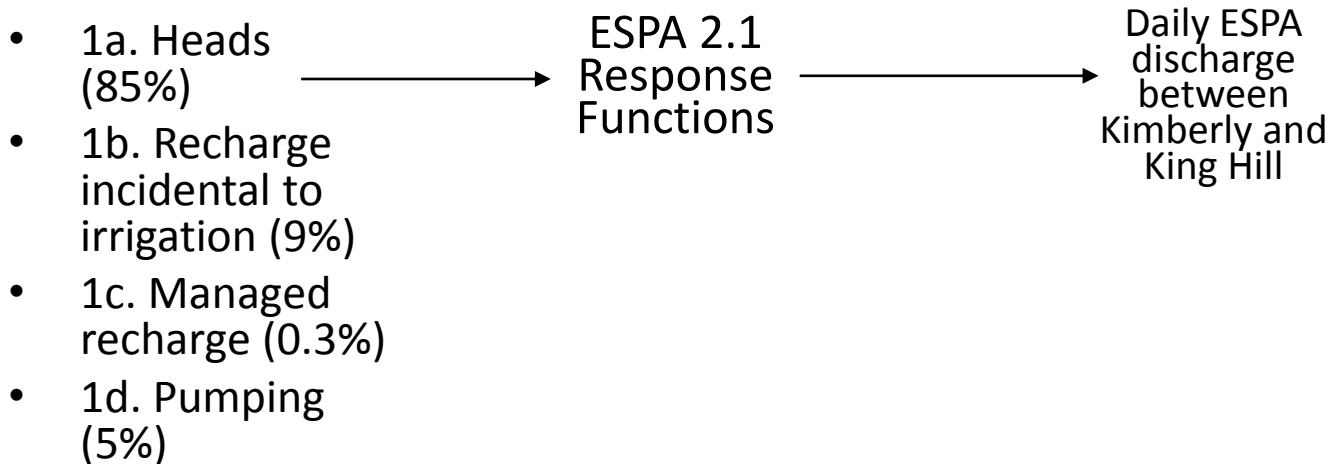 • 1a. Heads
(85%)
• 1b. Recharge
incidental to
irrigation (9%)
• 1c. Managed
recharge (0.3%)
• 1d. Pumping
(5%)
ESPA 2.1
Response
Functions
Daily ESPA
discharge
between
Kimberly and
King Hill